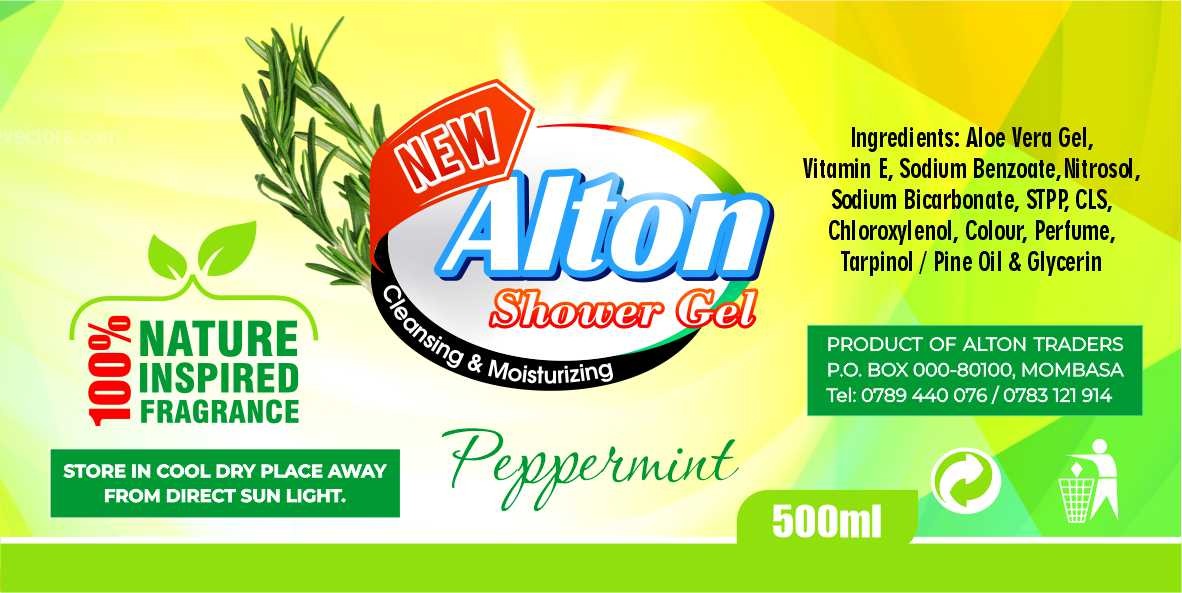 vectors.com
NEW
Alton
Shower Gel
Cleansing & Moisturizing
Peppermint
500ml
100%
NATURE
INSPIRED
FRAGRANCE
STORE IN COOL DRY PLACE AWAY
FROM DIRECT SUN LIGHT.
Ingredients: Aloe Vera Gel,
Vitamin E, Sodium Benzoate, Nitrosol,
Sodium Bicarbonate, STPP, CLS,
Chloroxylenol, Colour, Perfume,
Tarpinol / Pine Oil & Glycerin
PRODUCT OF ALTON TRADERS
P.O. BOX 000-80100, MOMBASA
Tel: 0789 440 076 / 0783 121 914